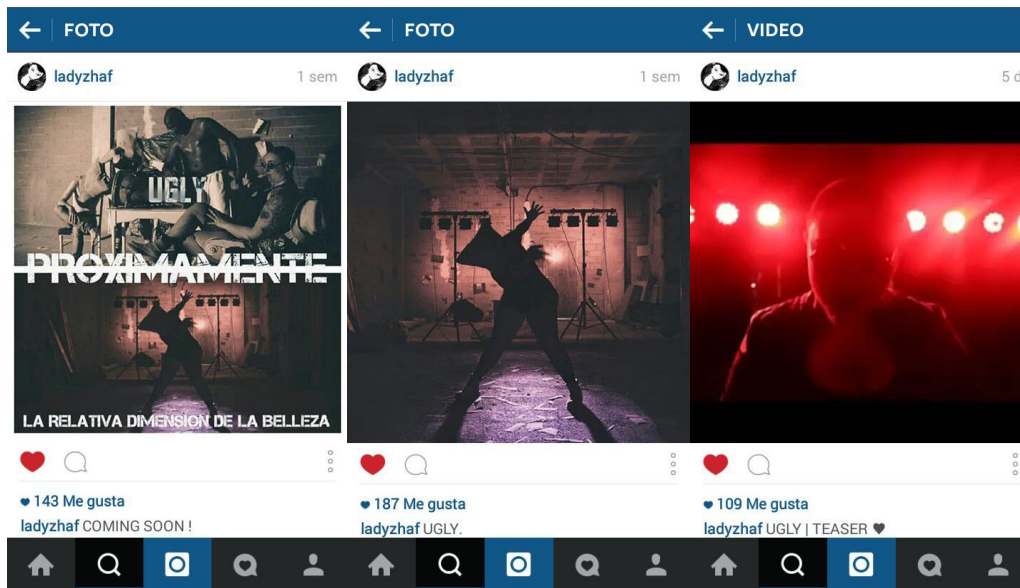 FOTO
ladyzhaf
1 sem
UGLY
PROXIMAMENTE
LA RELATIVA DIMENSION DE LA BELLEZA
143 Me gusta
ladyzhaf COMING SOON !
FOTO
ladyzhaf
1 sem
187 Me gusta
ladyzhaf UGLY.
VIDEO
ladyzhaf
5 d
109 Me gusta
ladyzhaf UGLY | TEASER ♥